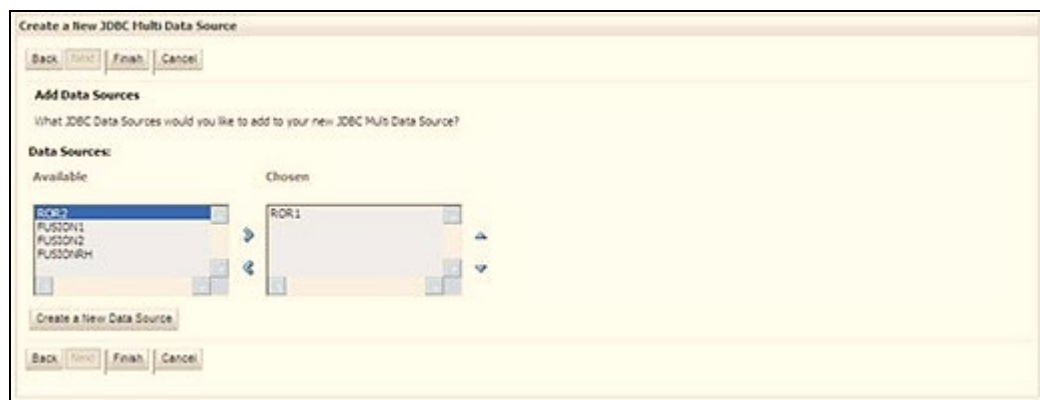 Create a New JDBC Multi Data Source
Back Next Finish Cancel
Add Data Sources
What JDBC Data Sources would you like to add to your new JDBC Multi Data Source?
Data Sources:
Available Chosen
ROR2 ROR1
FUSION1
FUSION2
FUSIONRH
Create a New Data Source
Back Next Finish Cancel